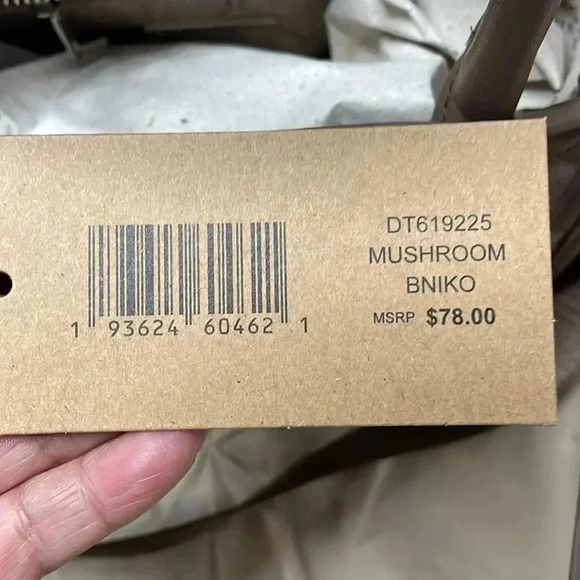 DT619225
MUSHROOM
BNIKO
MSRP $78.00
1 93624 60462 1